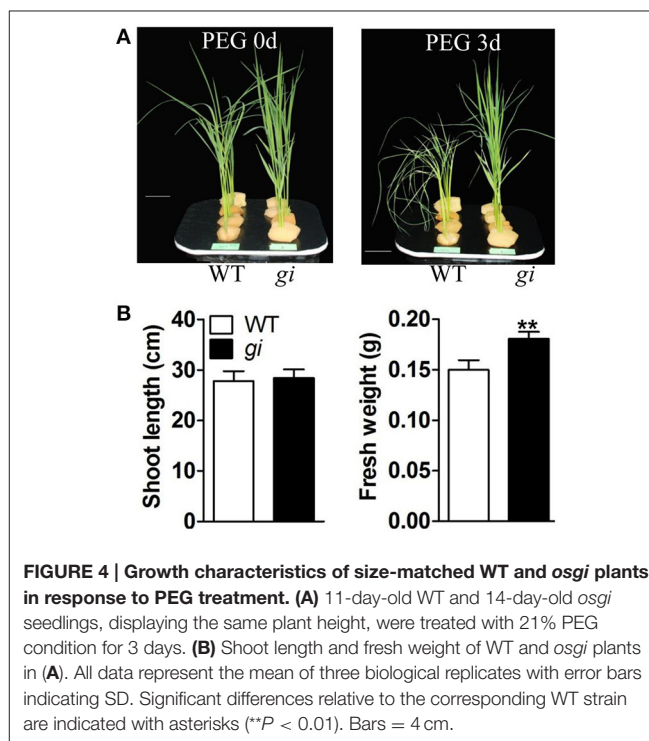 A
PEG 0d
PEG 3d
WT gi
WT gi
B
WT
gi
Shoot length (cm)
40
30
20
10
0
Fresh weight (g)
0.20
0.15
0.10
0.05
0.00
**
FIGURE 4 | Growth characteristics of size-matched WT and osgi plants
in response to PEG treatment. (A) 11-day-old WT and 14-day-old osgi
seedlings, displaying the same plant height, were treated with 21% PEG
condition for 3 days. (B) Shoot length and fresh weight of WT and osgi plants
in (A). All data represent the mean of three biological replicates with error bars
indicating SD. Significant differences relative to the corresponding WT strain
are indicated with asterisks (**P < 0.01). Bars = 4 cm.